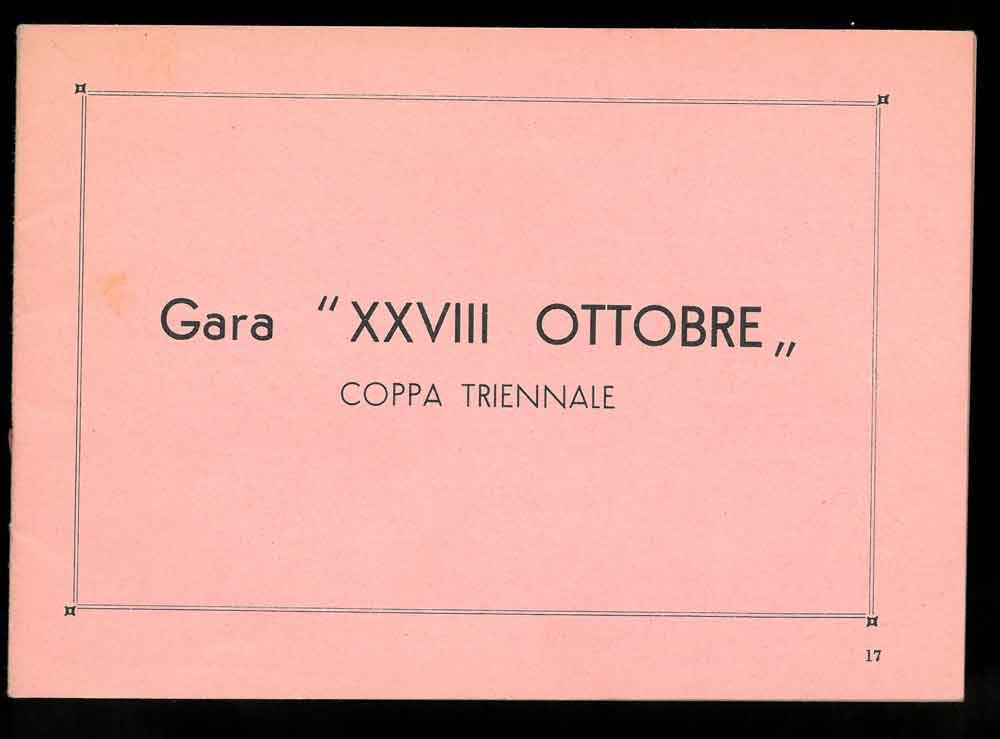 Gara “XXVIII OTTOBRE„
COPPA TRIENNALE
17